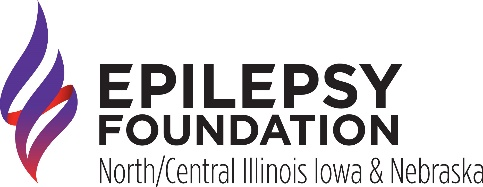 EPILEPSY
FOUNDATION
North/Central Illinois Iowa & Nebraska